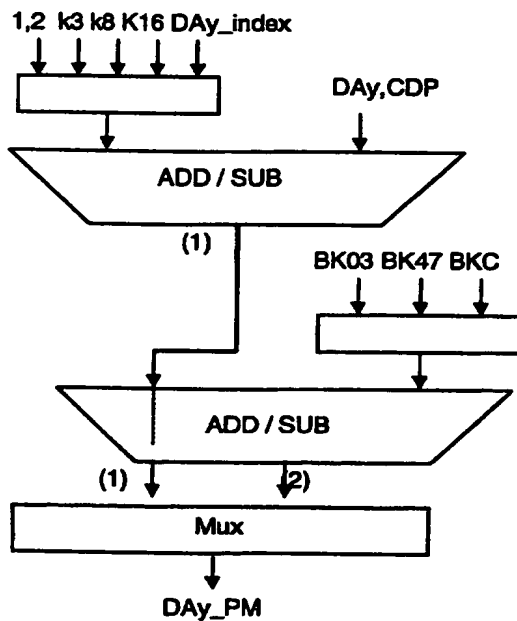 1,2 k3 k8 K16 DAy_index
DAy,CDP
ADD / SUB
(1)
BK03 BK47 BKC
ADD / SUB
(1) (2)
Mux
DAy_PM